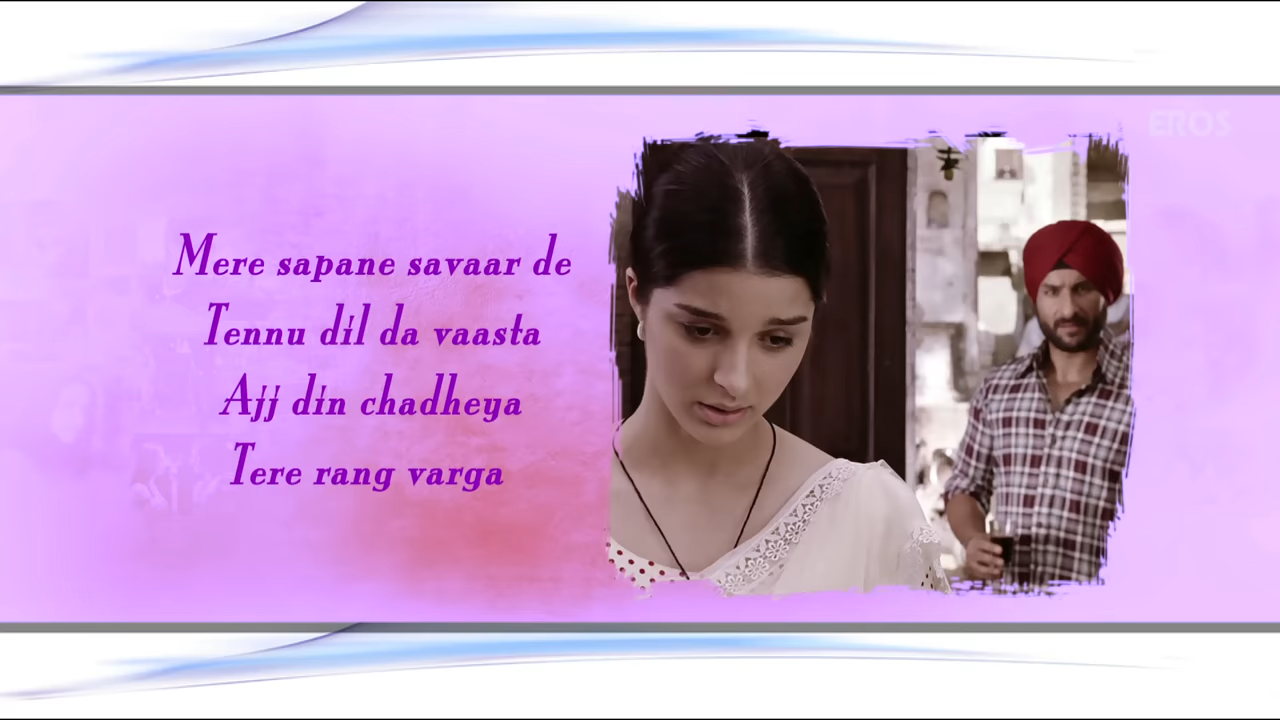 EROS
Mere sapane savaar de
Tennu dil da vaasta
Ajj din chadheya
Tere rang varga